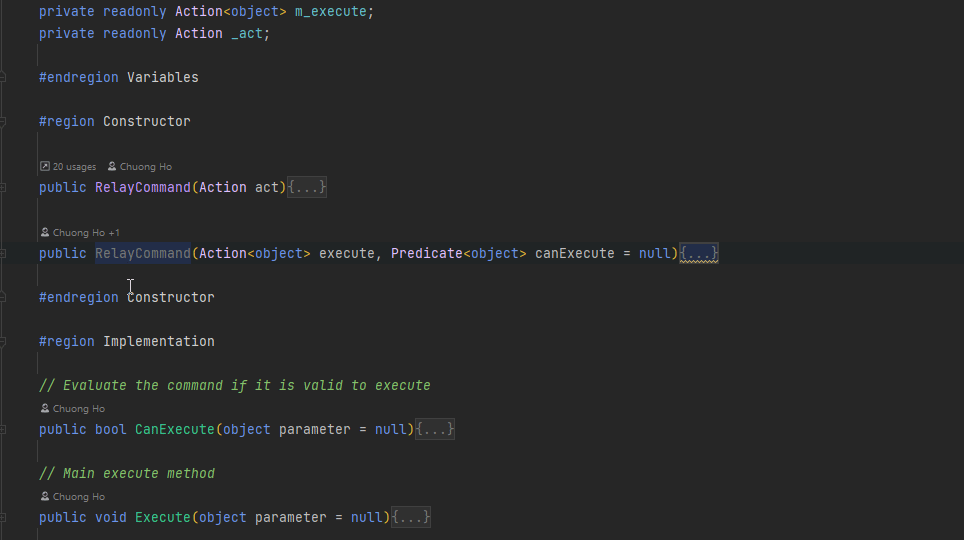 private readonly Action<object> m_execute;
private readonly Action _act;
#endregion Variables
#region Constructor
20 usages Chuong Ho
public RelayCommand(Action act){...}
Chuong Ho +1
public RelayCommand(Action<object> execute, Predicate<object> canExecute = null){...}
#endregion Constructor
#region Implementation
// Evaluate the command if it is valid to execute
Chuong Ho
public bool CanExecute(object parameter = null){...}
// Main execute method
Chuong Ho
public void Execute(object parameter = null){...}